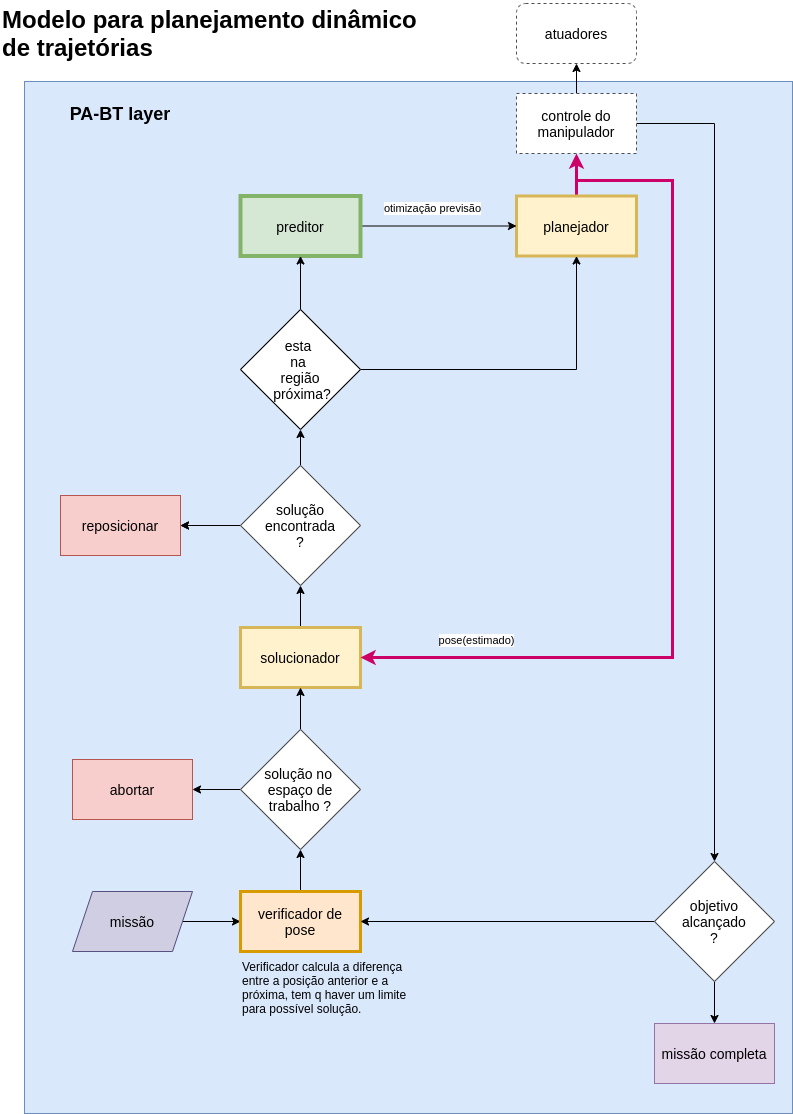 Modelo para planejamento dinâmico
de trajetórias
atuadores
PA-BT layer
controle do
manipulador
otimização previsão
preditor
planejador
esta
na
região
próxima?
solução
encontrada
?
reposicionar
pose(estimado)
solucionador
solução no
espaço de
trabalho ?
abortar
missão
verificador de
pose
objetivo
alcançado
?
Verificador calcula a diferença
entre a posição anterior e a
próxima, tem q haver um limite
para possível solução.
missão completa